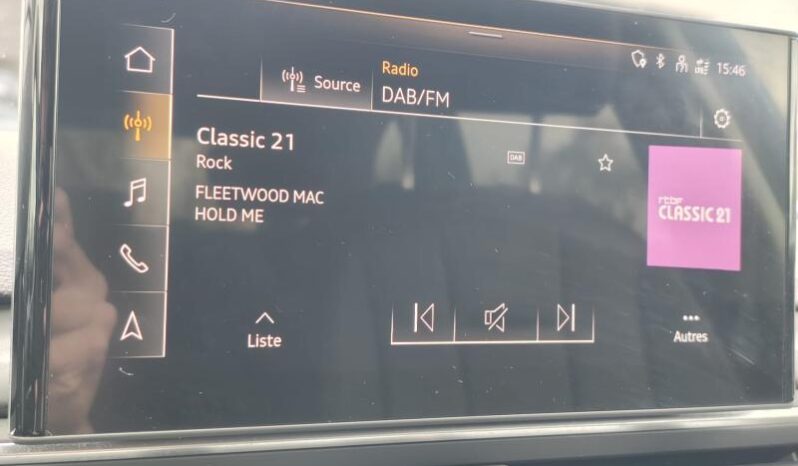 15:46
Source
Radio
DAB/FM
Classic 21
Rock
DAB
FLEETWOOD MAC
HOLD ME
rtbf
CLASSIC 21
Liste
Autres